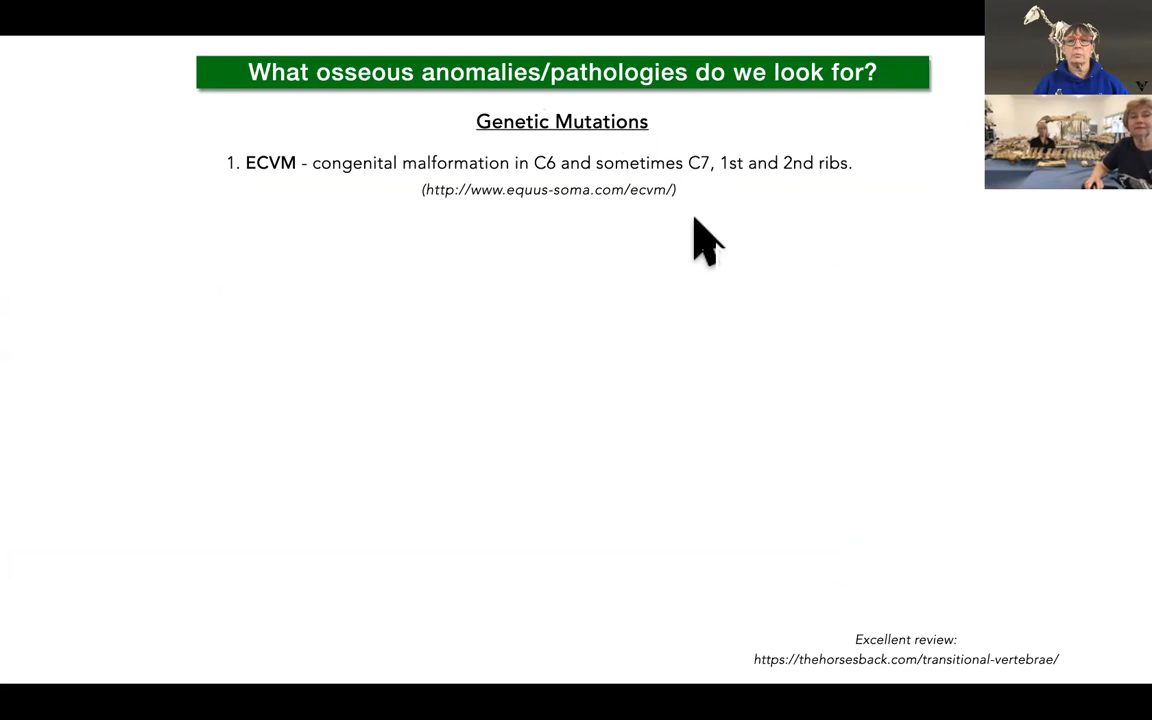 What osseous anomalies/pathologies do we look for?
Genetic Mutations
1. ECVM - congenital malformation in C6 and sometimes C7, 1st and 2nd ribs.
(http://www.equus-soma.com/ecvm/)
Excellent review:
https://thehorsesback.com/transitional-vertebrae/